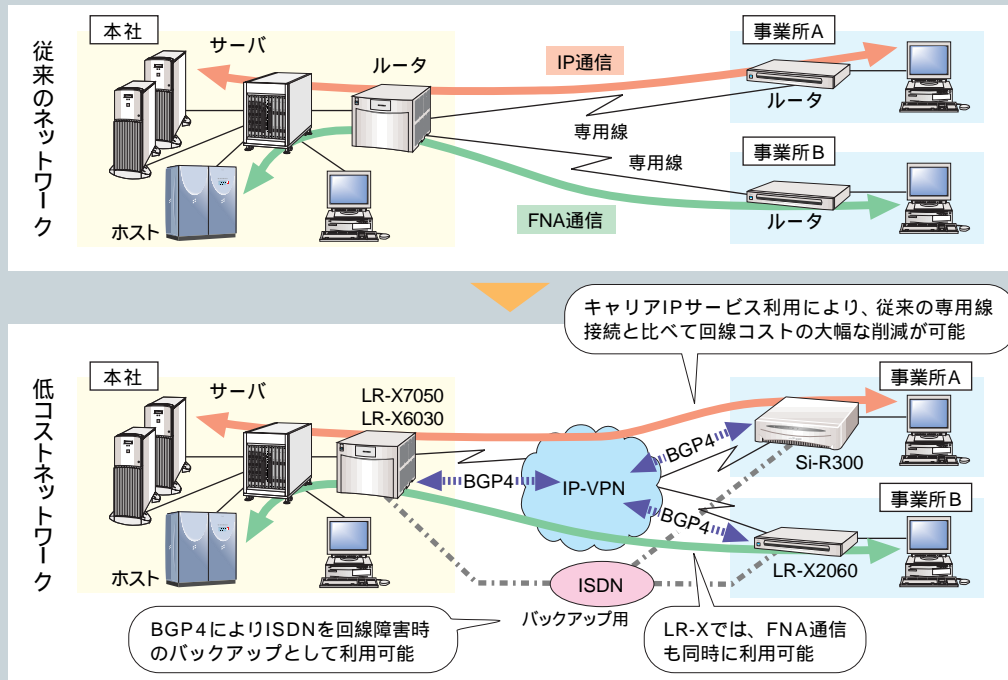 従来のネットワーク
本社
サーバ
ルータ
ホスト
IP通信
専用線
専用線
FNA通信
事業所A
ルータ
事業所B
ルータ
キャリアIPサービス利用により、従来の専用線
接続と比べて回線コストの大幅な削減が可能
低コストネットワーク
本社
サーバ
LR-X7050
LR-X6030
ホスト
BGP4
IP-VPN
BGP4
BGP4
事業所A
Si-R300
事業所B
LR-X2060
ISDN
バックアップ用
BGP4によりISDNを回線障害時
のバックアップとして利用可能
LR-Xでは、FNA通信
も同時に利用可能